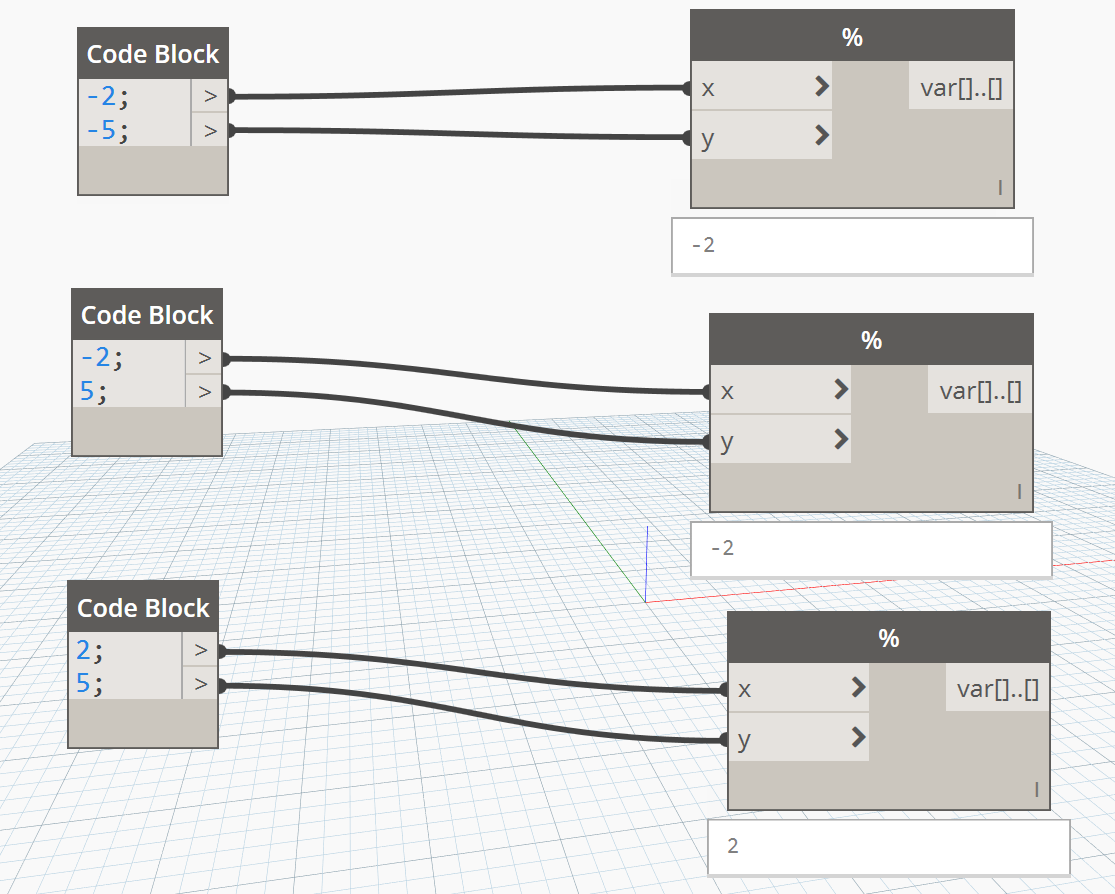 Code Block
-2; >
-5; >
%
x > var[]..[]
y >
l
-2
Code Block
-2; >
5; >
%
x > var[]..[]
y >
l
-2
Code Block
2; >
5; >
%
x > var[]..[]
y >
l
2